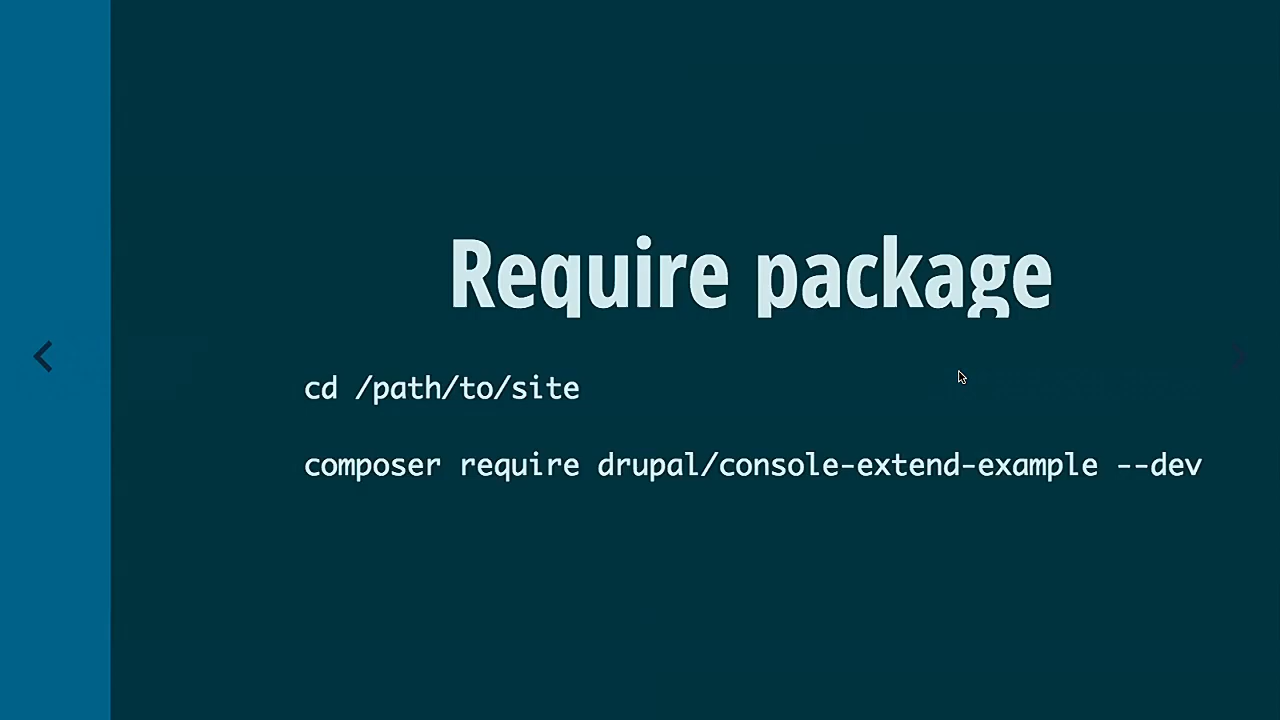 Require package
cd /path/to/site
composer require drupal/console-extend-example --dev